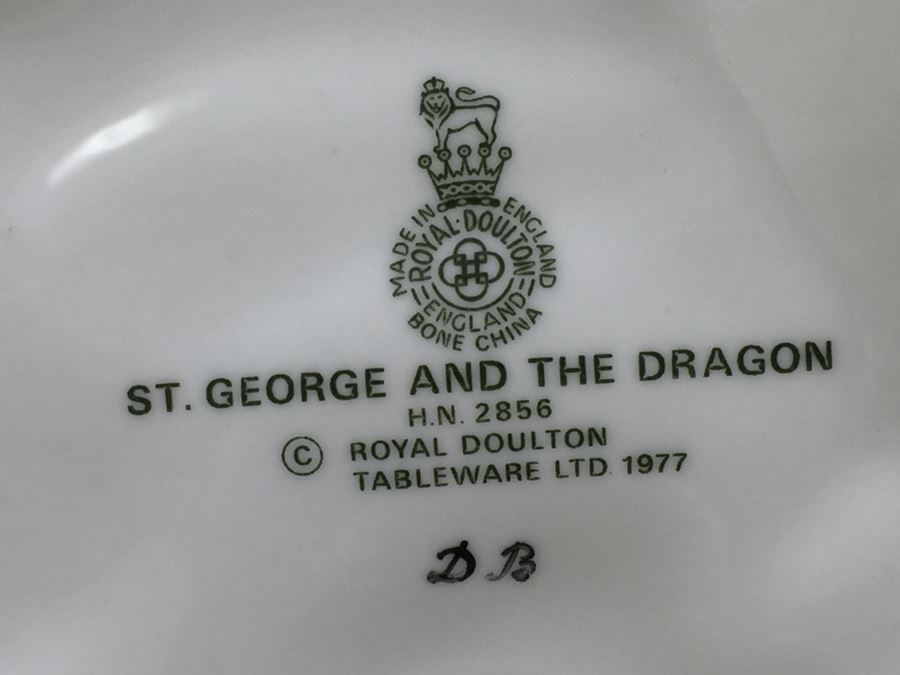 MADE IN ENGLAND
ROYAL·DOULTON
ENGLAND
BONE CHINA
ST. GEORGE AND THE DRAGON
H.N. 2856
© ROYAL DOULTON
TABLEWARE LTD. 1977
D B